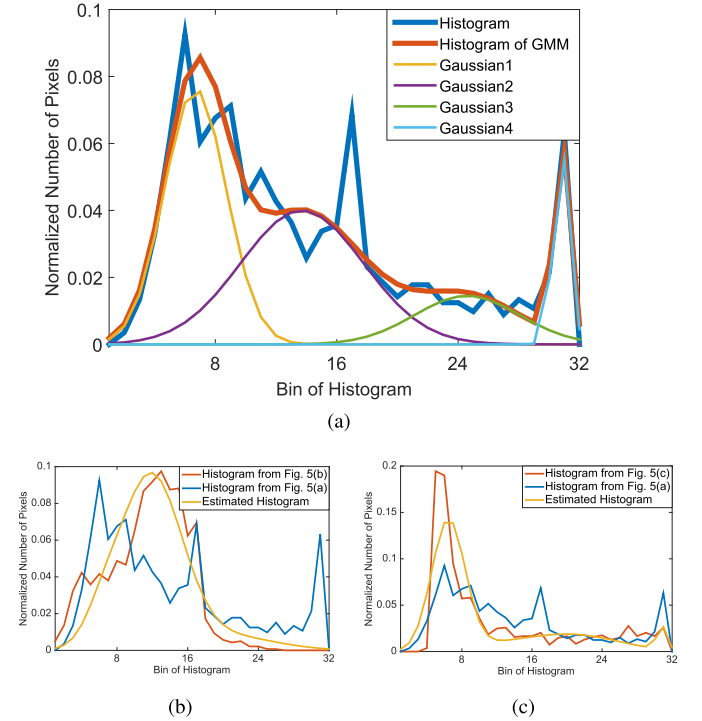 0.1
0.08
0.06
0.04
0.02
0
Normalized Number of Pixels
Histogram
Histogram of GMM
Gaussian1
Gaussian2
Gaussian3
Gaussian4
8 16 24 32
Bin of Histogram
(a)
0.1
0.08
0.06
0.04
0.02
0
Normalized Number of Pixels
Histogram from Fig. 5(b)
Histogram from Fig. 5(a)
Estimated Histogram
8 16 24 32
Bin of Histogram
(b)
0.2
0.15
0.1
0.05
0
Normalized Number of Pixels
Histogram from Fig. 5(c)
Histogram from Fig. 5(a)
Estimated Histogram
8 16 24 32
Bin of Histogram
(c)